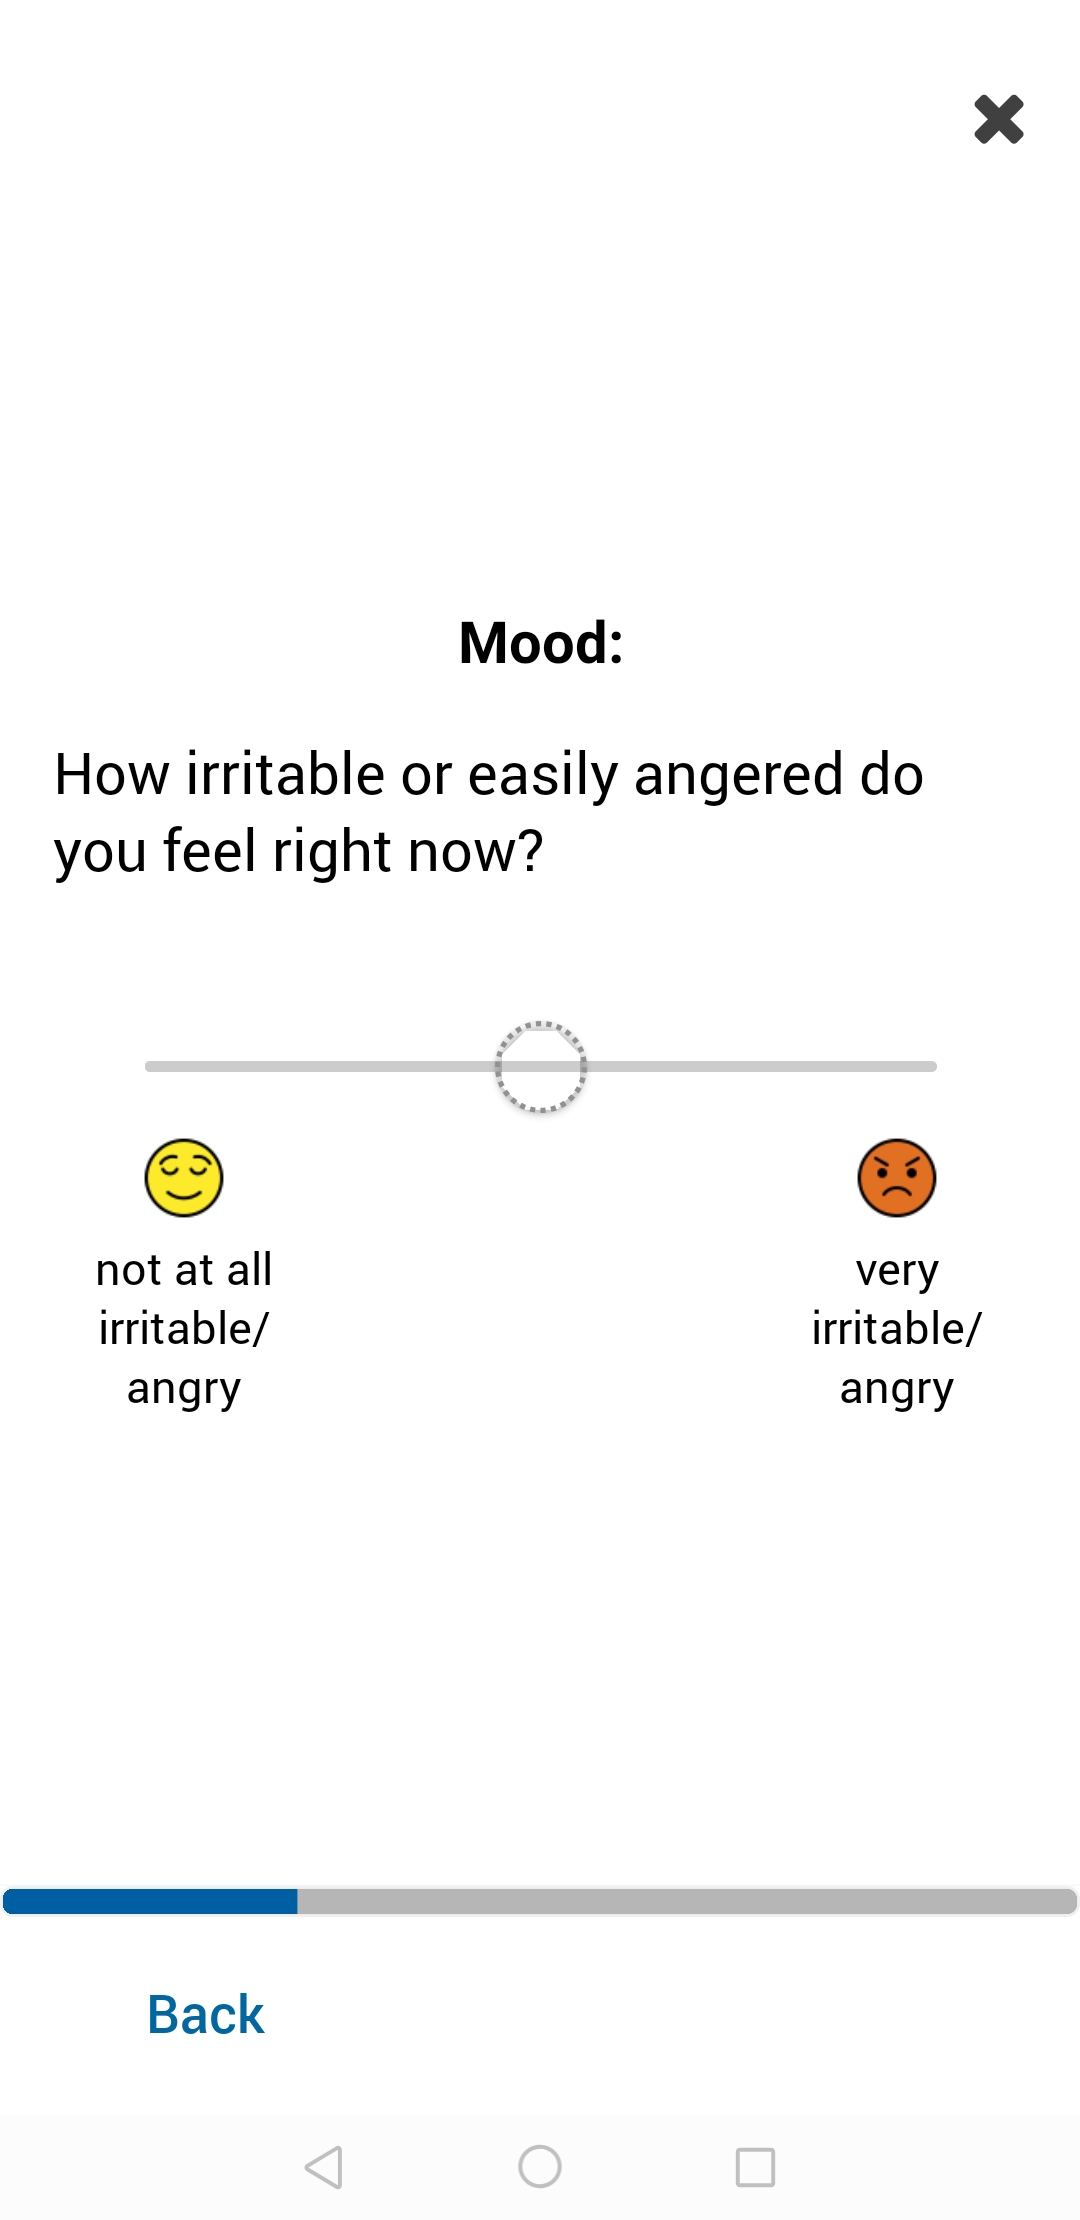 Mood:
How irritable or easily angered do
you feel right now?
not at all
irritable/
angry
very
irritable/
angry
Back